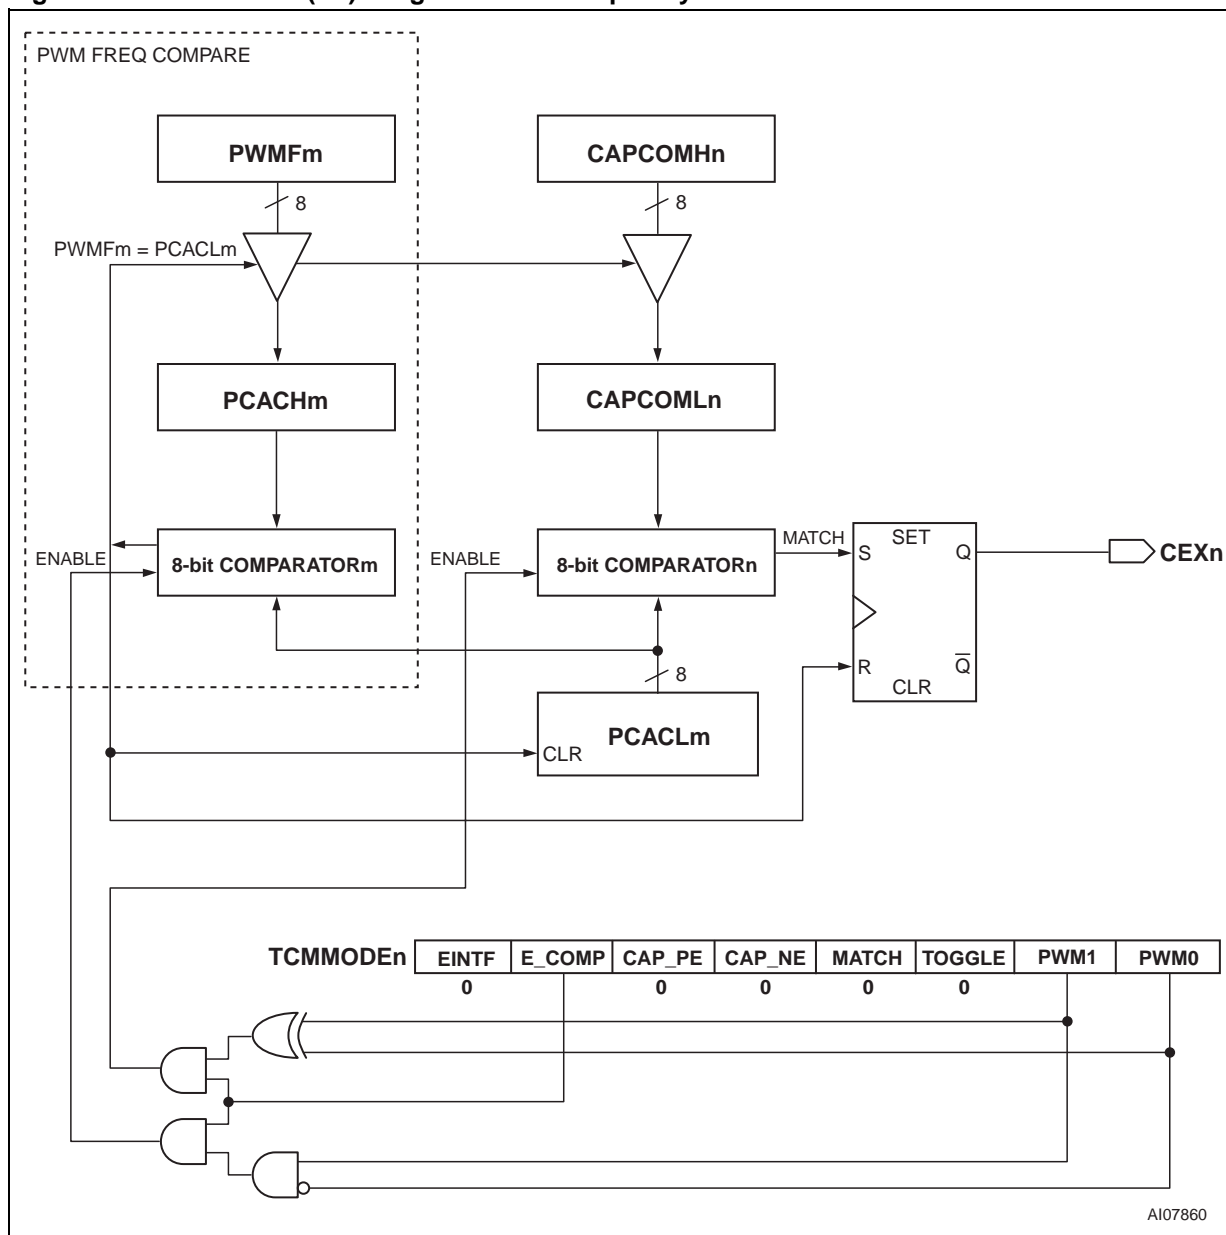 PWM FREQ COMPARE
PWMFm
CAPCOMHn
8
8
PWMFm = PCACLm
PCACHm
CAPCOMLn
ENABLE
8-bit COMPARATORm
ENABLE
8-bit COMPARATORn
MATCH
S
SET
Q
CEXn
R
Q
CLR
8
PCACLm
CLR
TCMMODEn
EINTF
E_COMP
CAP_PE
CAP_NE
MATCH
TOGGLE
PWM1
PWM0
0
0
0
0
0
AI07860